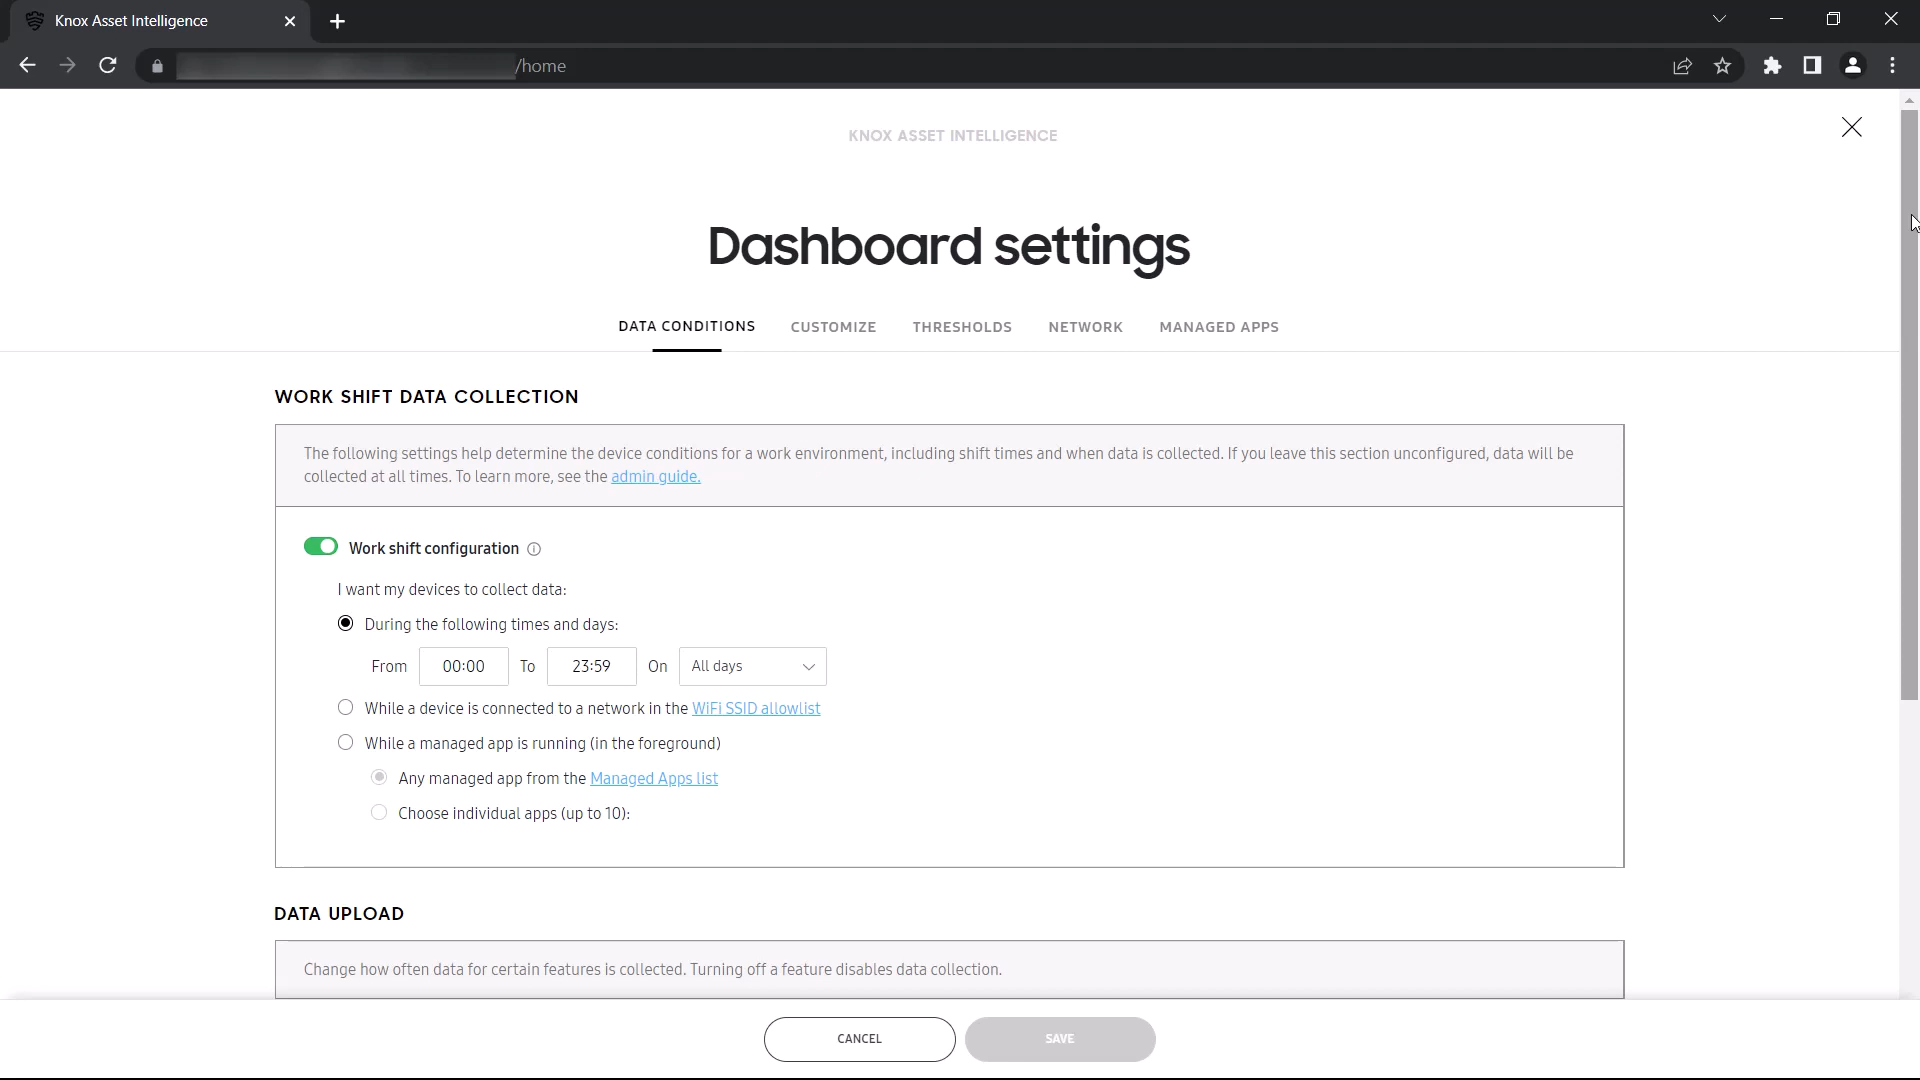 Knox Asset Intelligence
/home
KNOX ASSET INTELLIGENCE
Dashboard settings
DATA CONDITIONS CUSTOMIZE THRESHOLDS NETWORK MANAGED APPS
WORK SHIFT DATA COLLECTION
The following settings help determine the device conditions for a work environment, including shift times and when data is collected. If you leave this section unconfigured, data will be
collected at all times. To learn more, see the admin guide.
Work shift configuration
I want my devices to collect data:
During the following times and days:
From 00:00 To 23:59 On All days
While a device is connected to a network in the WiFi SSID allowlist
While a managed app is running (in the foreground)
Any managed app from the Managed Apps list
Choose individual apps (up to 10):
DATA UPLOAD
Change how often data for certain features is collected. Turning off a feature disables data collection.
CANCEL SAVE